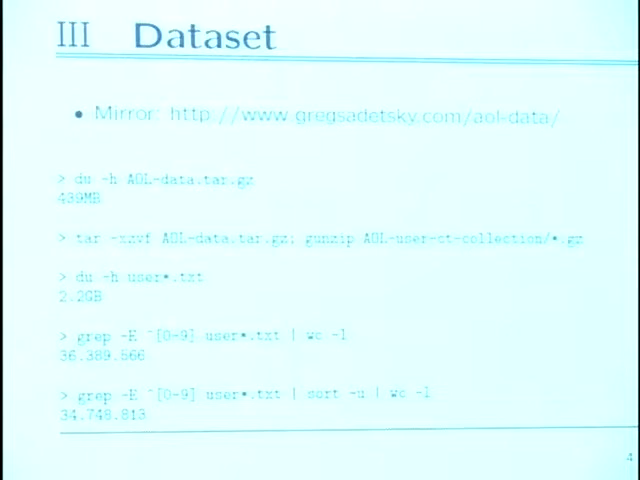 III Dataset
• Mirror: http://www.gregsadetsky.com/aol-data/
> du -h AOL-data.tar.gz
439MB
> tar -xzvf AOL-data.tar.gz; gunzip AOL-user-ct-collection/*.gz
> du -h user*.txt
2.2GB
> grep -E ^[0-9] user*.txt | wc -l
36.389.566
> grep -E ^[0-9] user*.txt | sort -u | wc -l
34.748.813
4